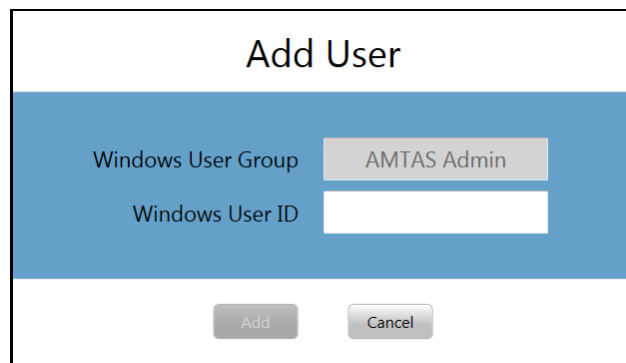 Add User
Windows User Group AMTAS Admin
Windows User ID
Add Cancel